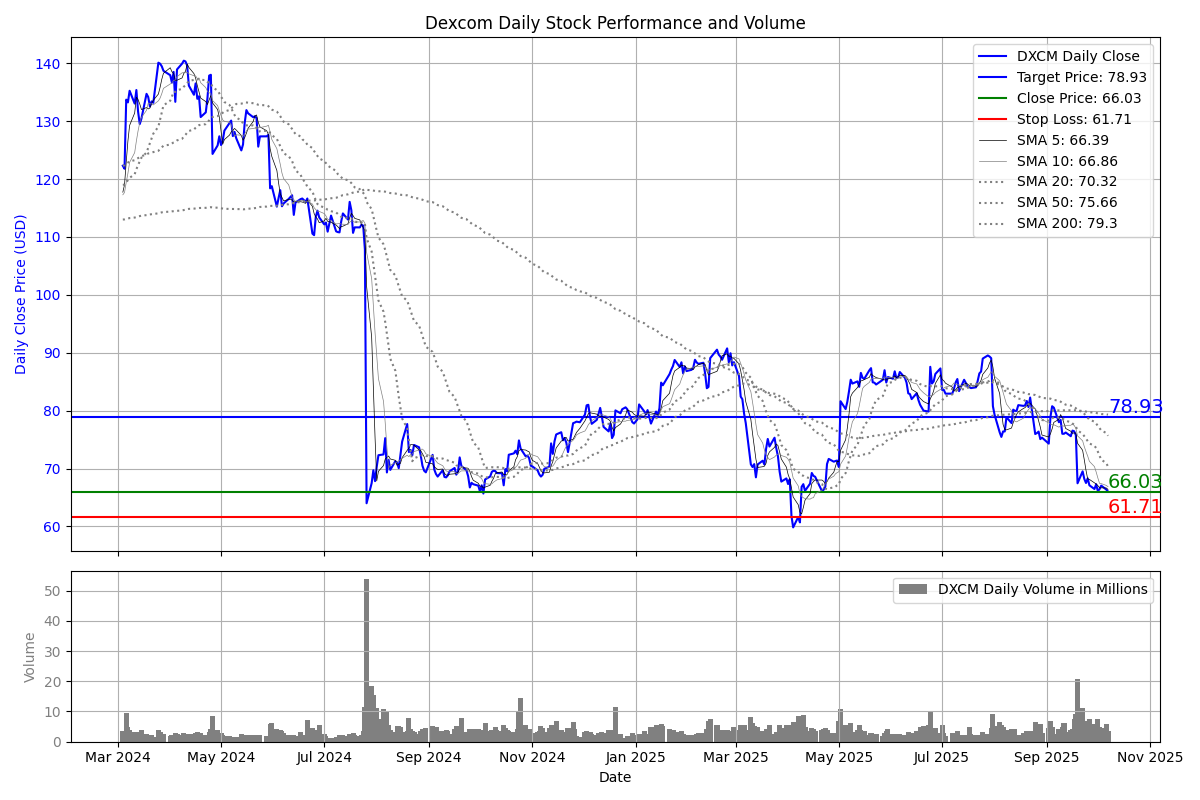 Dexcom Daily Stock Performance and Volume
Daily Close Price (USD)
140
130
120
110
100
90
80
70
60
DXCM Daily Close
Target Price: 78.93
Close Price: 66.03
Stop Loss: 61.71
SMA 5: 66.39
SMA 10: 66.86
SMA 20: 70.32
SMA 50: 75.66
SMA 200: 79.3
78.93
66.03
61.71
Volume
50
40
30
20
10
0
DXCM Daily Volume in Millions
Mar 2024 May 2024 Jul 2024 Sep 2024 Nov 2024 Jan 2025 Mar 2025 May 2025 Jul 2025 Sep 2025 Nov 2025
Date